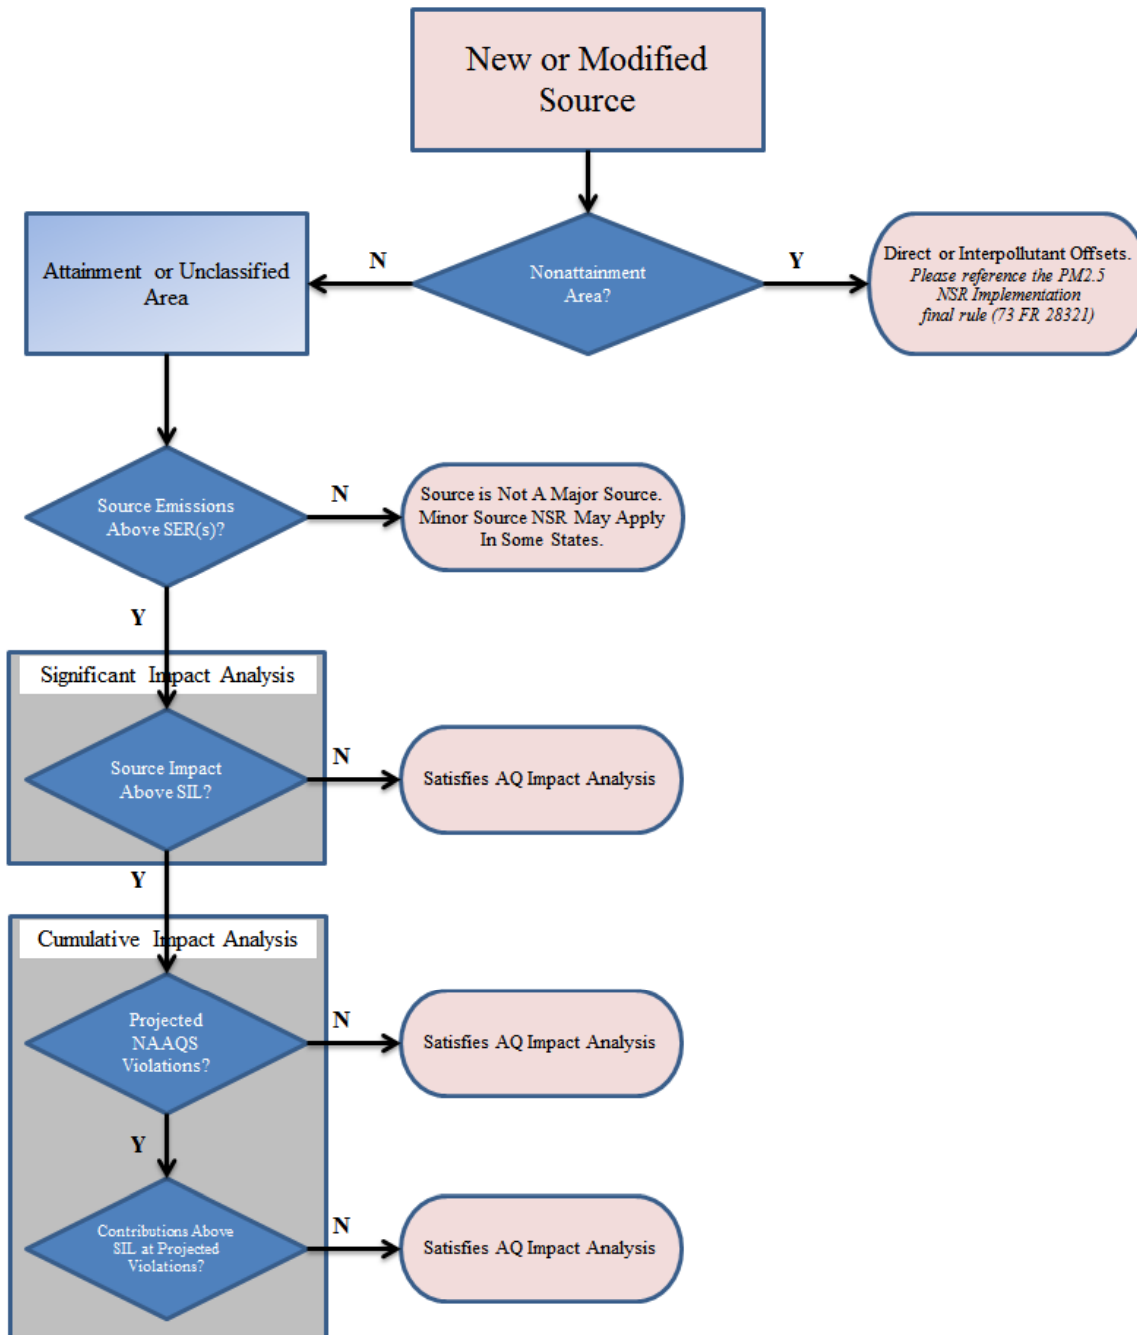 New or Modified
Source
Nonattainment
Area?
N
Y
Attainment or Unclassified
Area
Direct or Interpollutant Offsets.
Please reference the PM2.5
NSR Implementation
final rule (73 FR 28321)
Source Emissions
Above SER(s)?
N
Source is Not A Major Source.
Minor Source NSR May Apply
In Some States.
Y
Significant Impact Analysis
Source Impact
Above SIL?
N
Satisfies AQ Impact Analysis
Y
Cumulative Impact Analysis
Projected
NAAQS
Violations?
N
Satisfies AQ Impact Analysis
Y
Contributions Above
SIL at Projected
Violations?
N
Satisfies AQ Impact Analysis